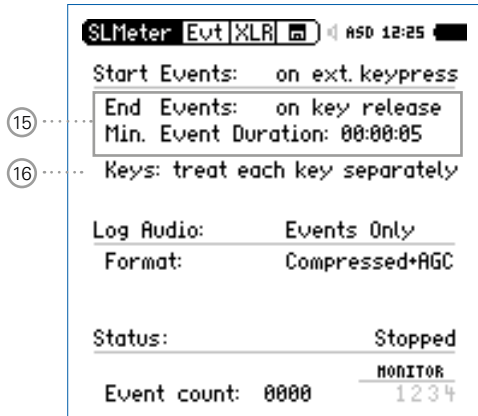 SLMeter Evt XLR ASD 12:25
Start Events: on ext. keypress
15 End Events: on key release
Min. Event Duration: 00:00:05
16 Keys: treat each key separately
Log Audio: Events Only
Format: Compressed+AGC
Status: Stopped
MONITOR
Event count: 0000 1234